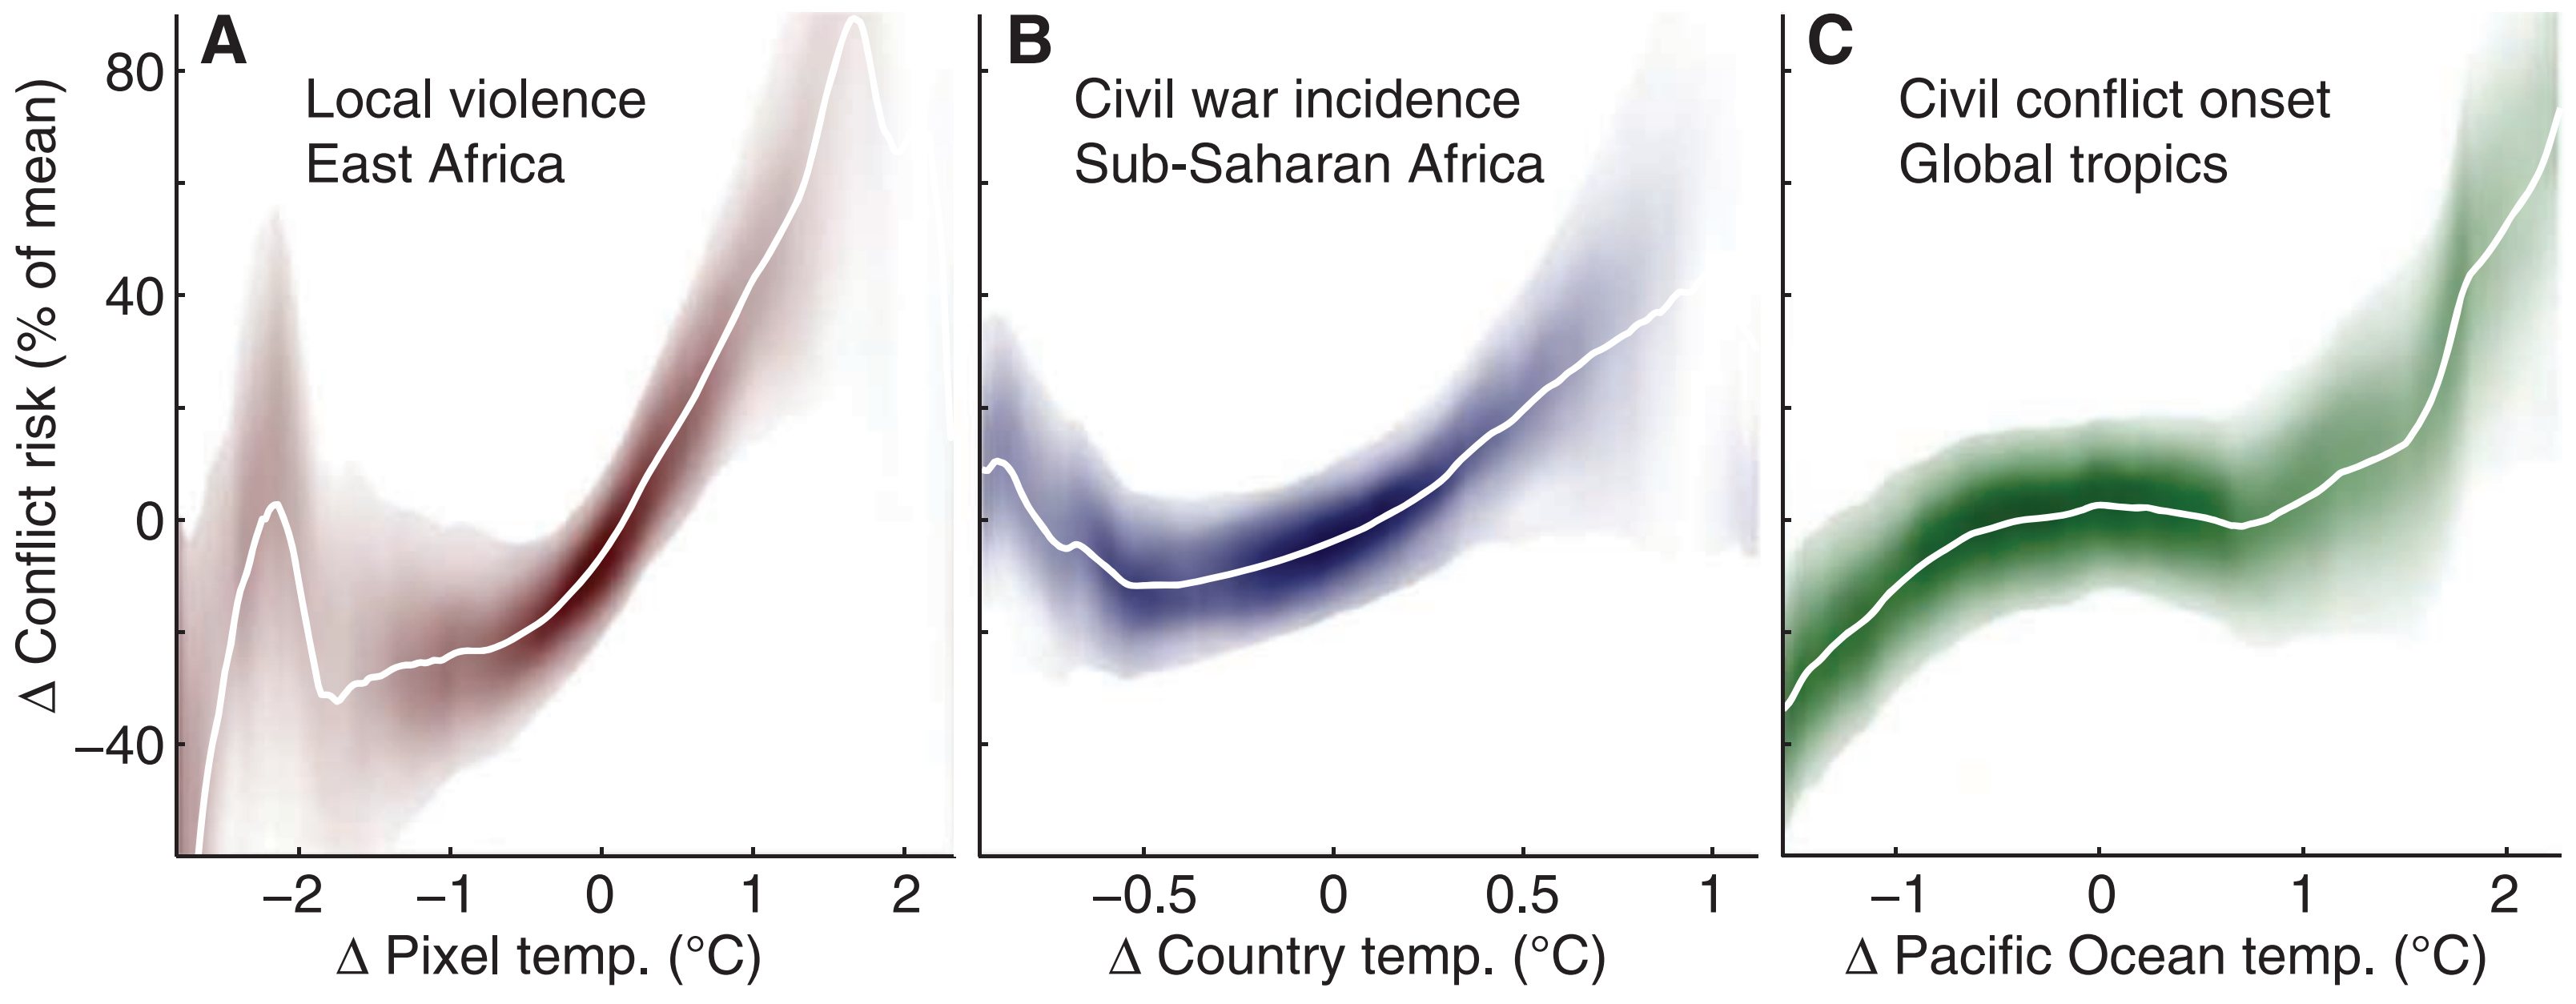 A
Local violence
East Africa
B
Civil war incidence
Sub-Saharan Africa
C
Civil conflict onset
Global tropics
Δ Conflict risk (% of mean)
80
40
0
−40
−2 −1 0 1 2
−0.5 0 0.5 1
−1 0 1 2
Δ Pixel temp. (°C)
Δ Country temp. (°C)
Δ Pacific Ocean temp. (°C)